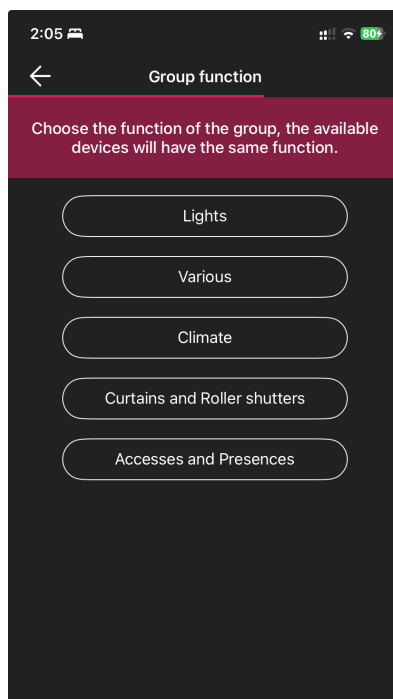 2:05
80
Group function
Choose the function of the group, the available
devices will have the same function.
Lights
Various
Climate
Curtains and Roller shutters
Accesses and Presences